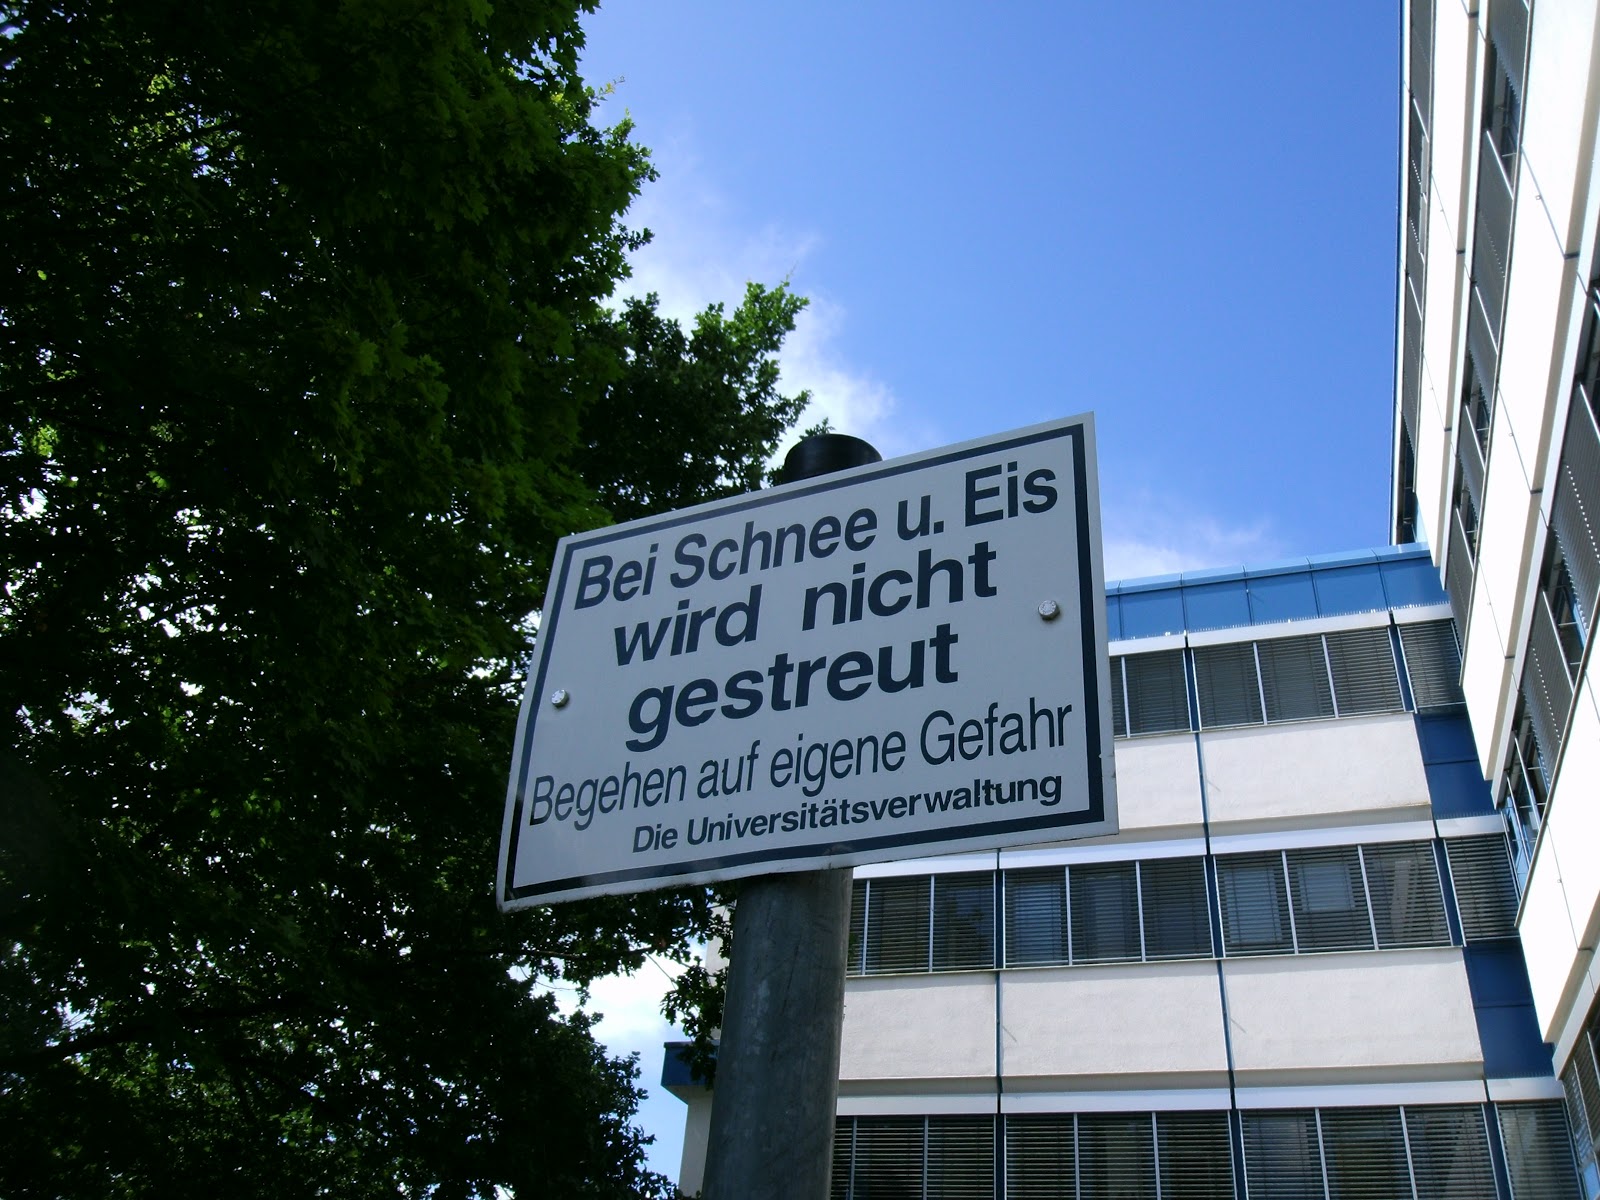 Bei Schnee u. Eis
wird nicht
gestreut
Begehen auf eigene Gefahr
Die Universitätsverwaltung